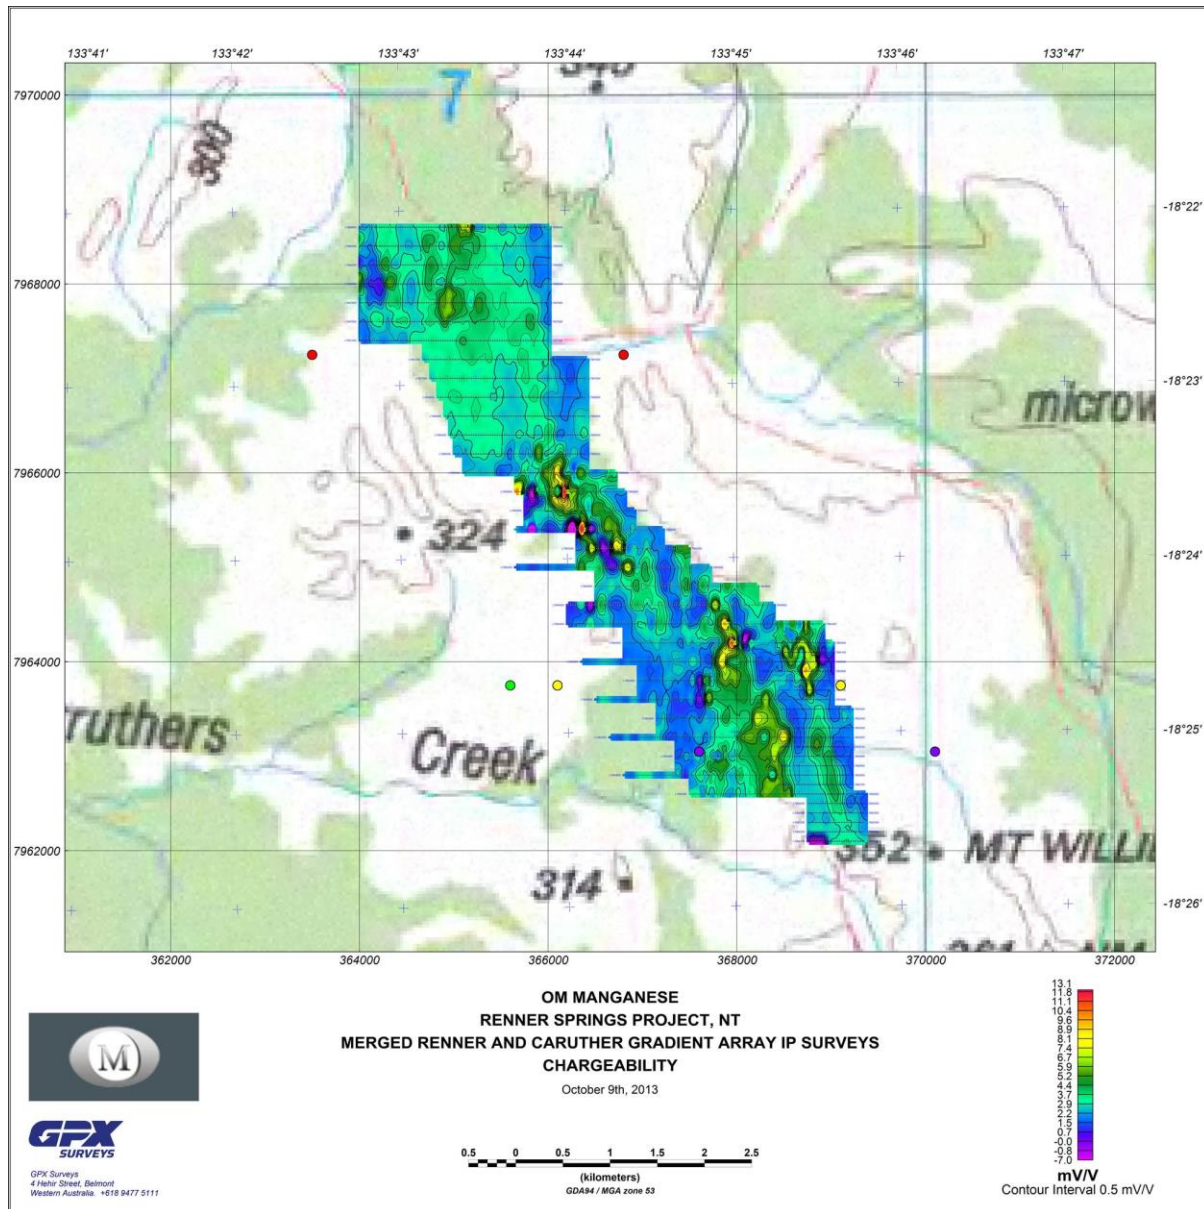 133°41' 133°42' 133°43' 133°44' 133°45' 133°46' 133°47'
340
7970000
7
300
-18°22'
7968000
-18°23'
microw
7966000
324
-18°24'
7964000
ruthers
Creek
-18°25'
7962000
352
MT WILLI
314
-18°26'
362000 364000 366000 368000 370000 372000
OM MANGANESE
RENNER SPRINGS PROJECT, NT
MERGED RENNER AND CARUTHER GRADIENT ARRAY IP SURVEYS
CHARGEABILITY
October 9th, 2013
M
GPX
SURVEYS
GPX Surveys
4 Hehir Street, Belmont
Western Australia. +618 9477 5111
0.5 0 0.5 1 1.5 2 2.5
(kilometers)
GDA94 / MGA zone 53
13.1
11.8
11.1
10.4
9.6
8.9
8.1
7.4
6.7
5.9
5.2
4.4
3.7
2.9
2.2
1.5
0.7
-0.0
-0.8
-7.0
mV/V
Contour Interval 0.5 mV/V